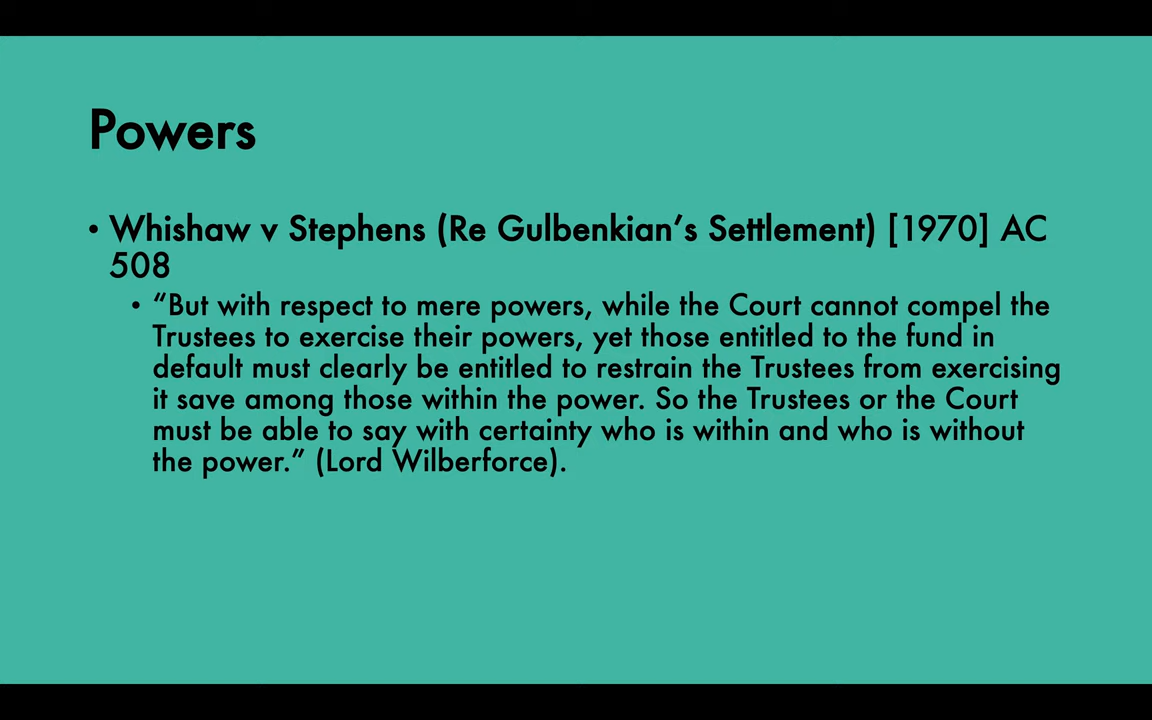 Powers
• Whishaw v Stephens (Re Gulbenkian’s Settlement) [1970] AC
508
• “But with respect to mere powers, while the Court cannot compel the
Trustees to exercise their powers, yet those entitled to the fund in
default must clearly be entitled to restrain the Trustees from exercising
it save among those within the power. So the Trustees or the Court
must be able to say with certainty who is within and who is without
the power.” (Lord Wilberforce).